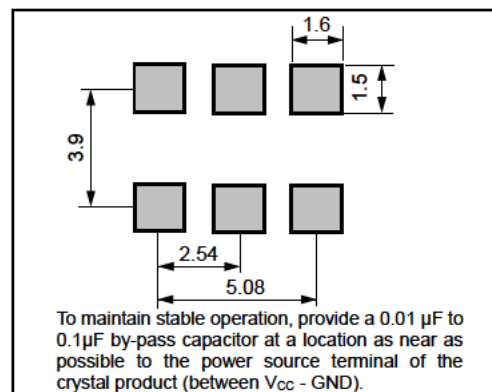 1.6
1.5
3.9
2.54
5.08
To maintain stable operation, provide a 0.01 µF to
0.1µF by-pass capacitor at a location as near as
possible to the power source terminal of the
crystal product (between VCC - GND).